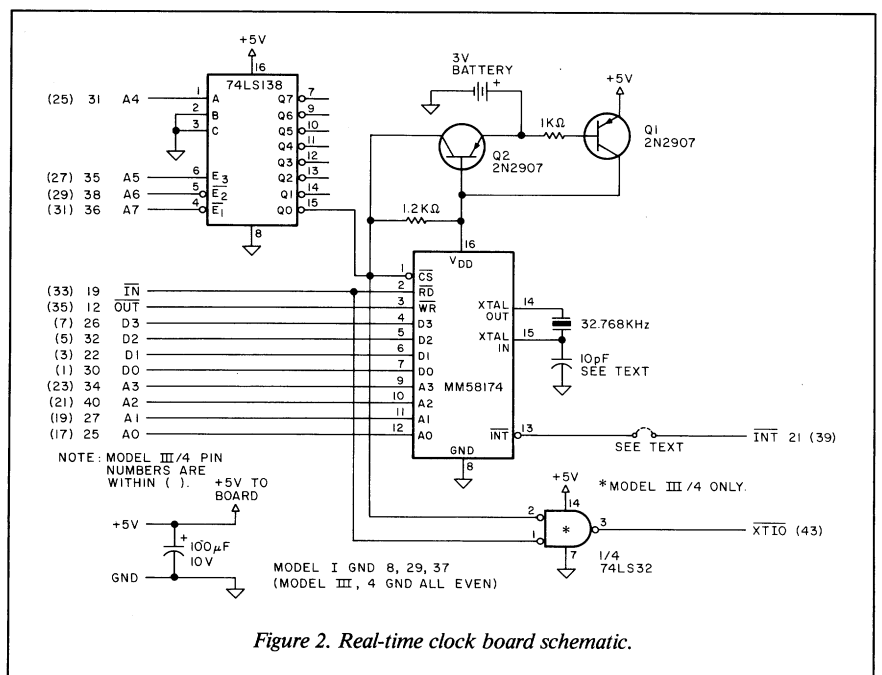 +5V
16
74LS138
(25) 31 A4
1 A
2 B
3 C
Q7 7
Q6 9
Q5 10
Q4 11
Q3 12
Q2 13
Q1 14
Q0 15
(27) 35 A5
6 E3
(29) 38 A6
5 E2
(31) 36 A7
4 E1
8
3V
BATTERY
+
+5V
1KΩ
Q1
2N2907
Q2
2N2907
1.2KΩ
16
VDD
(33) 19 IN
1 CS
2 RD
(35) 12 OUT
3 WR
(7) 26 D3
4 D3
(5) 32 D2
5 D2
(3) 22 D1
6 D1
(1) 30 D0
7 D0
(23) 34 A3
9 A3
(21) 40 A2
10 A2
(19) 27 A1
11 A1
(17) 25 A0
12 A0
MM58174
XTAL OUT 14
XTAL IN 15
32.768KHz
10pF
SEE TEXT
INT 13
SEE TEXT
INT 21 (39)
GND
8
NOTE: MODEL III/4 PIN
NUMBERS ARE
WITHIN ( ).
+5V TO
BOARD
+5V
+
100μF
10V
GND
MODEL I GND 8, 29, 37
(MODEL III, 4 GND ALL EVEN)
*MODEL III/4 ONLY.
+5V
14
2
1
*
3
7
1/4
74LS32
XTIO (43)
Figure 2. Real-time clock board schematic.